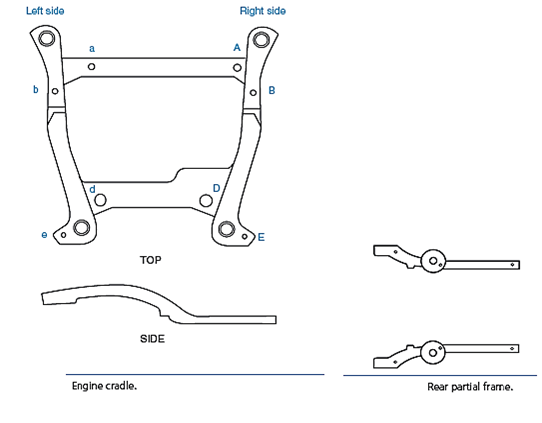 Left side
Right side
a
A
b
B
d
D
e
E
TOP
SIDE
Engine cradle.
Rear partial frame.